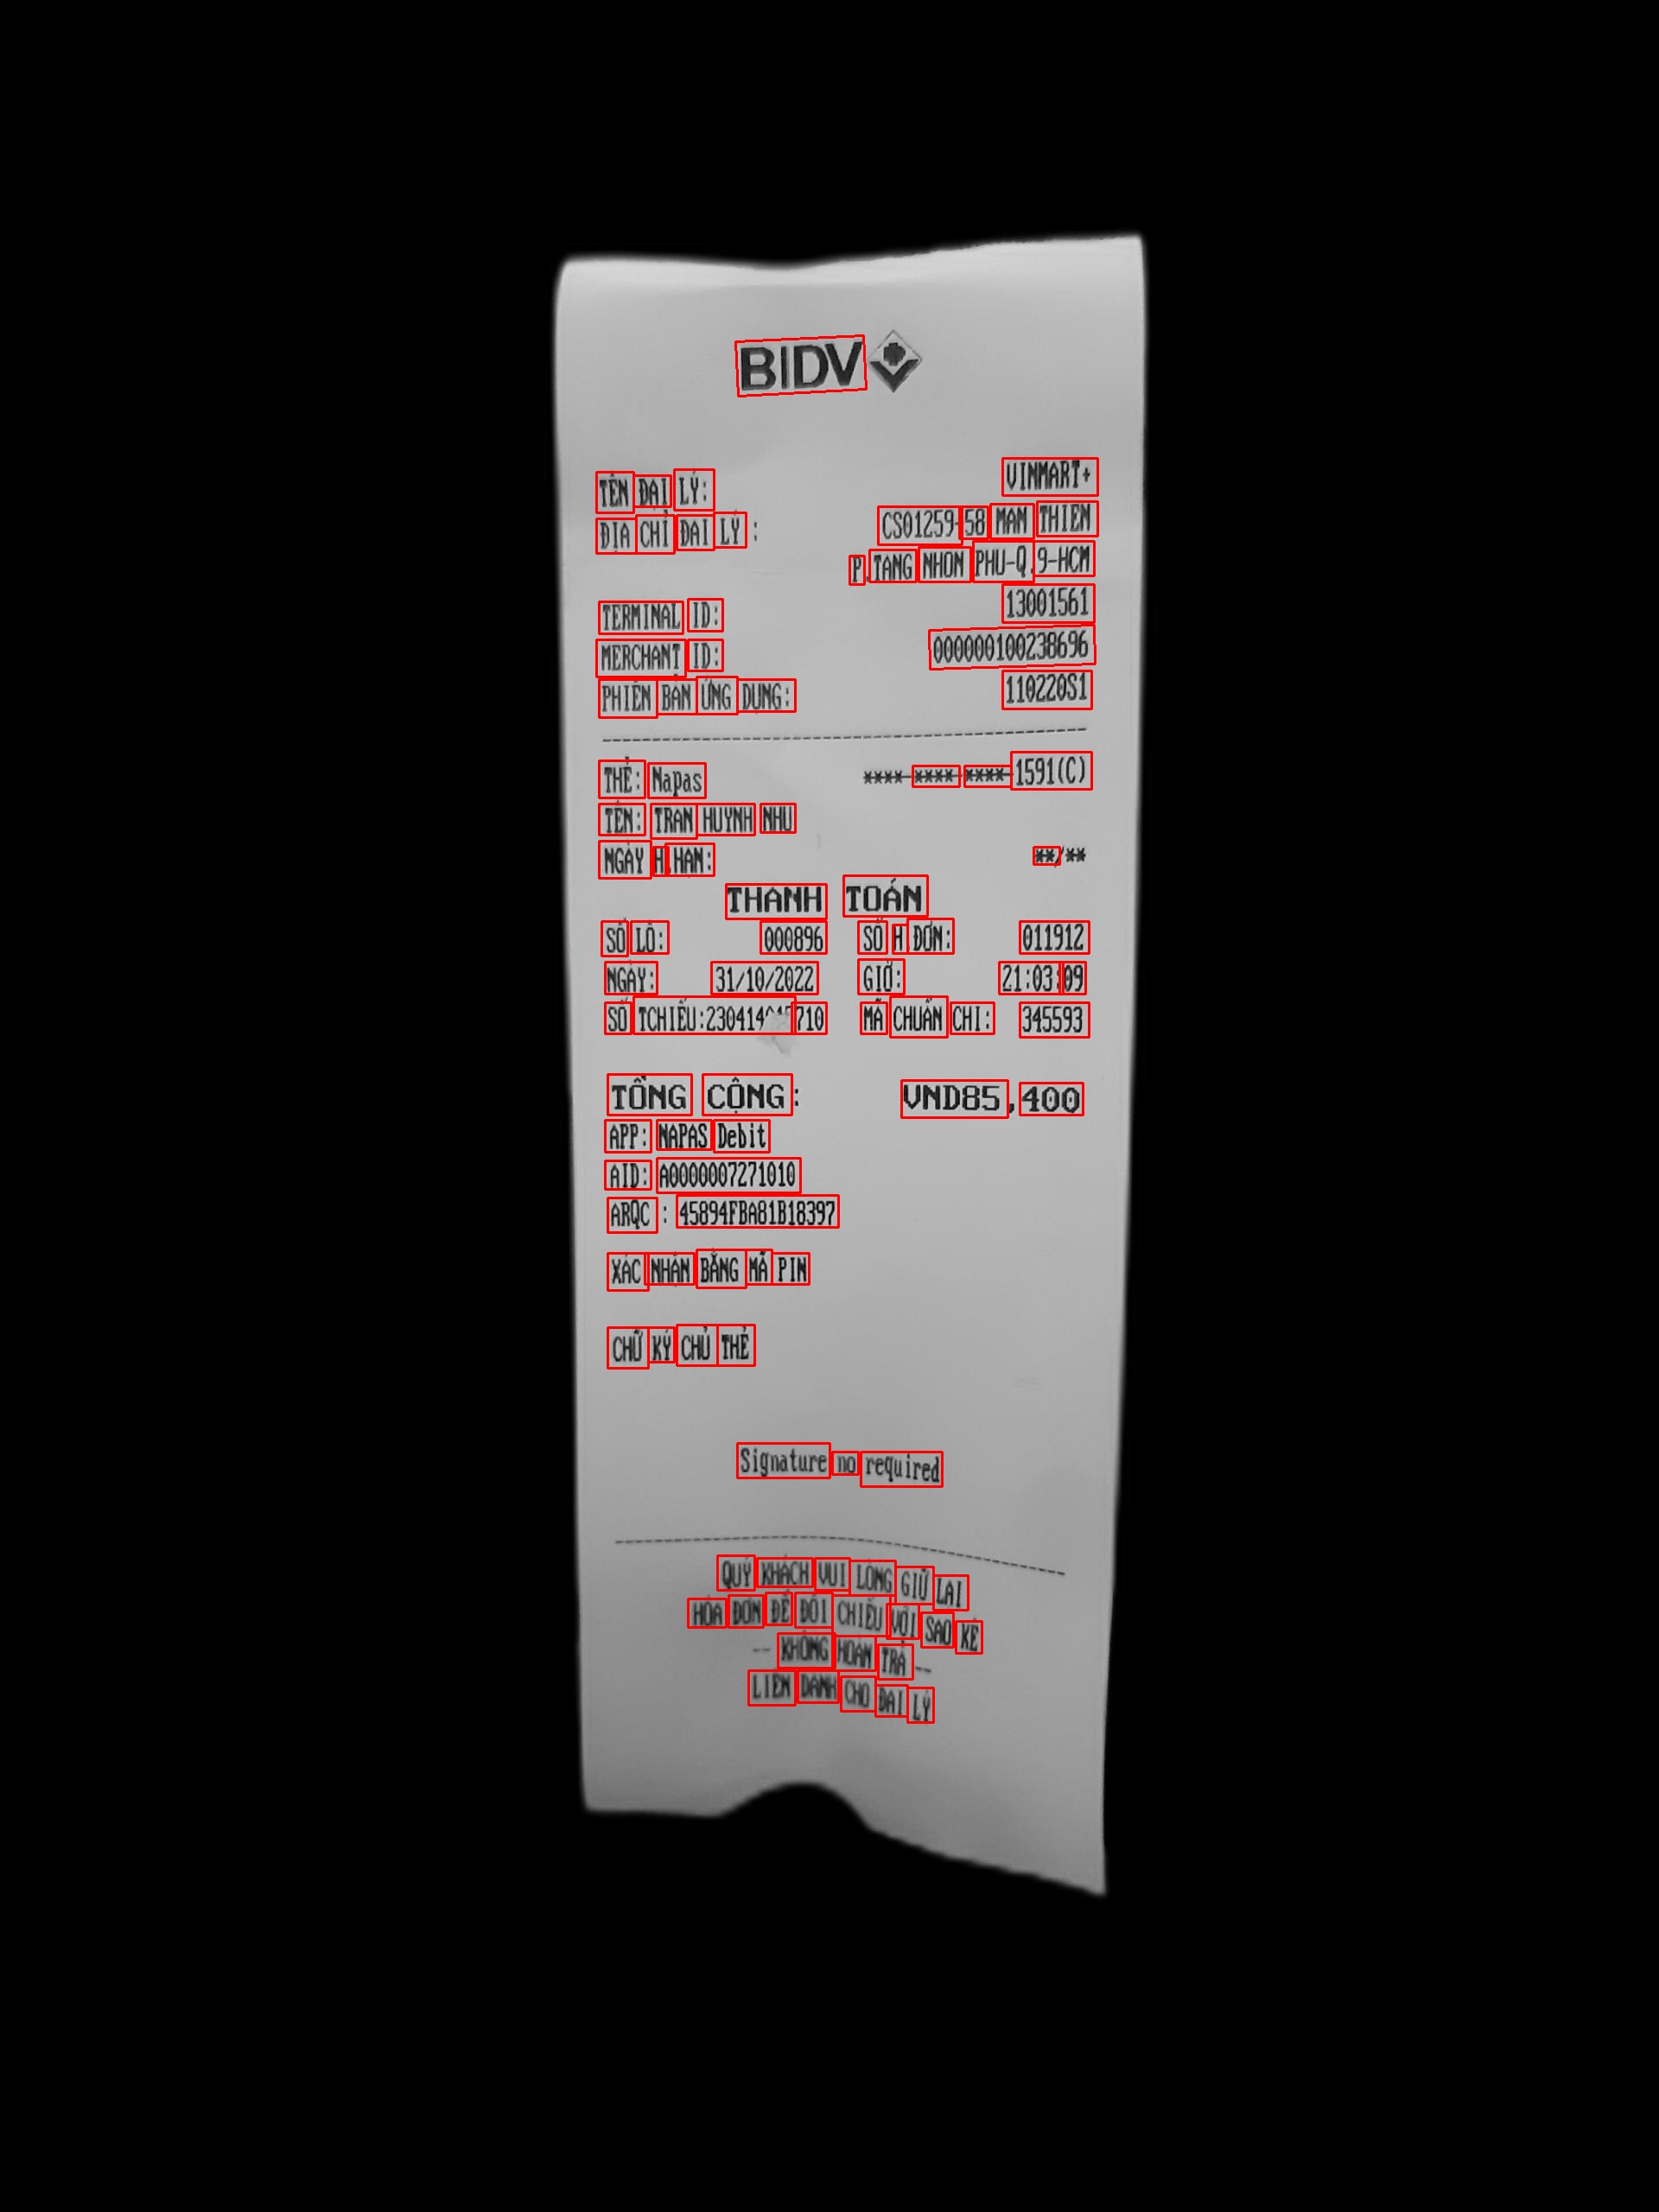 BIDV
TÊN ĐẠI LÝ: VINMART+
ĐỊA CHỈ ĐẠI LÝ : CS01259-58 MAN THIEN
P.TANG NHON PHU-Q.9-HCM
TERMINAL ID: 13001561
MERCHANT ID: 000000100238696
PHIÊN BẢN ỨNG DỤNG: 110220S1
THẺ: Napas ****-****-****-1591(C)
TÊN: TRAN HUYNH NHU
NGÀY H.HẠN: **/**
THANH TOÁN
SỐ LÔ: 000896 SỐ H ĐƠN: 011912
NGÀY: 31/10/2022 GIỜ: 21:03:09
SỐ TCHIẾU: MÃ CHUẨN CHI: 345593
TỔNG CỘNG: VND85,400
APP: NAPAS Debit
AID: A0000007271010
ARQC : 45894FBA81B18397
XÁC NHẬN BẰNG MÃ PIN
CHỮ KÝ CHỦ THẺ
Signature no required
QUÝ KHÁCH VUI LÒNG GIỮ LẠI
HÓA ĐƠN ĐỂ ĐỐI CHIẾU VỚI SAO KÊ
-- KHÔNG HOÀN TRẢ --
LIÊN DÀNH CHO ĐẠI LÝ